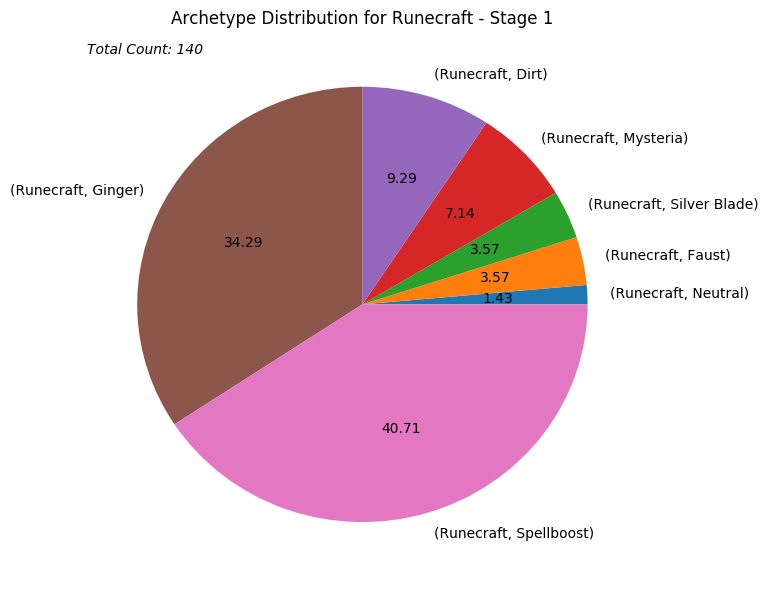 Archetype Distribution for Runecraft - Stage 1
Total Count: 140
(Runecraft, Dirt)
(Runecraft, Mysteria)
9.29
(Runecraft, Ginger)
(Runecraft, Silver Blade)
7.14
34.29
3.57
(Runecraft, Faust)
3.57
(Runecraft, Neutral)
1.43
40.71
(Runecraft, Spellboost)